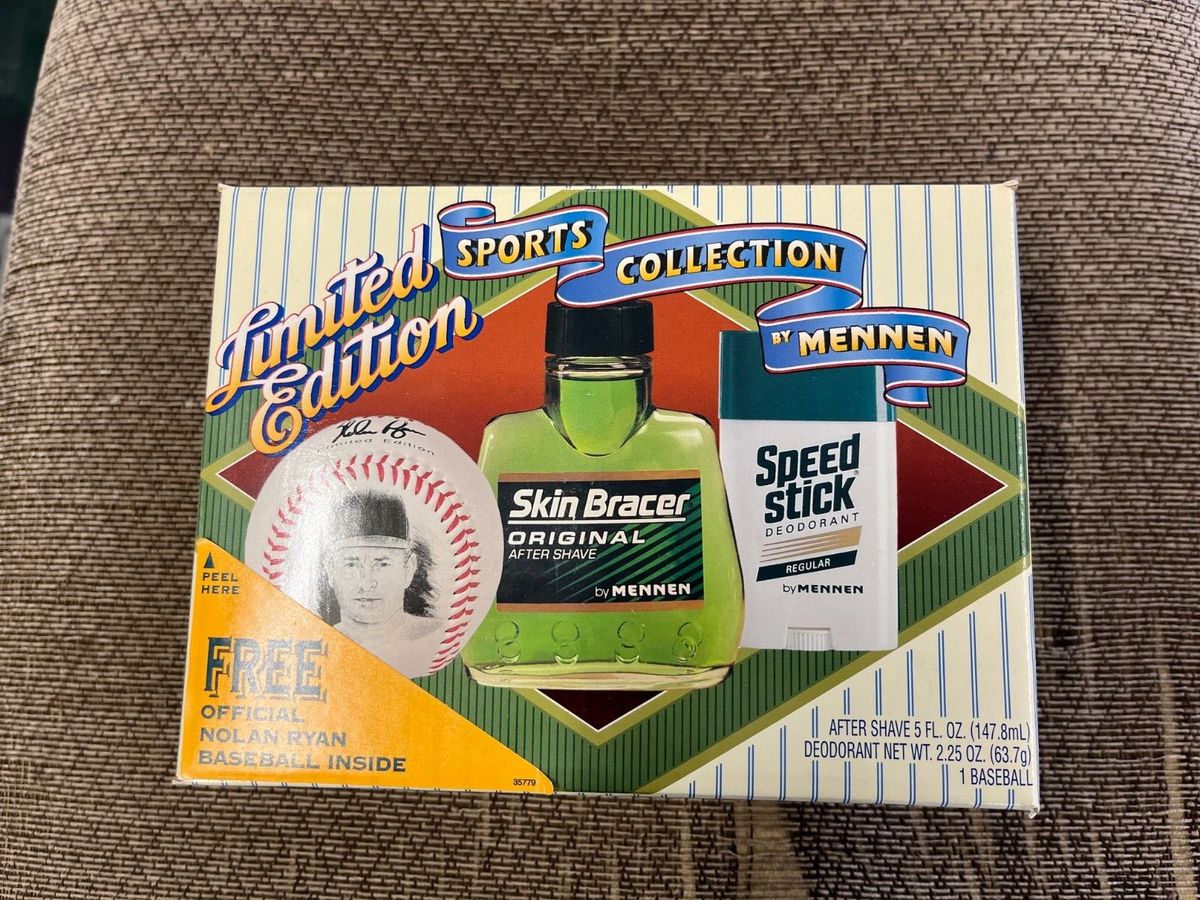 Limited
Edition
SPORTS
COLLECTION
BY MENNEN
Limited Edition
Skin Bracer
ORIGINAL
AFTER SHAVE
by MENNEN
SPEED
stick®
DEODORANT
REGULAR
by MENNEN
PEEL
HERE
FREE
OFFICIAL
NOLAN RYAN
BASEBALL INSIDE
35779
AFTER SHAVE 5 FL. OZ. (147.8mL)
DEODORANT NET WT. 2.25 OZ. (63.7g)
1 BASEBALL